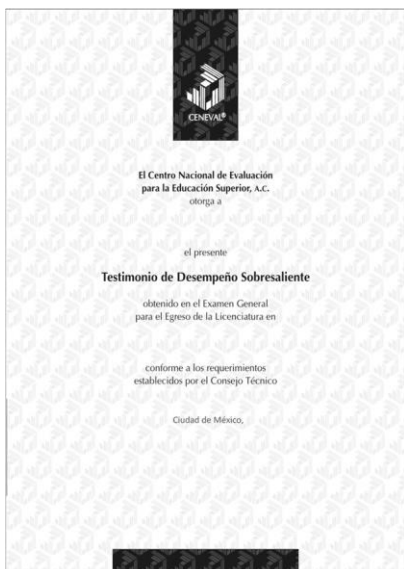 CENEVAL®
El Centro Nacional de Evaluación
para la Educación Superior, A.C.
otorga a
el presente
Testimonio de Desempeño Sobresaliente
obtenido en el Examen General
para el Egreso de la Licenciatura en
conforme a los requerimientos
establecidos por el Consejo Técnico
Ciudad de México,